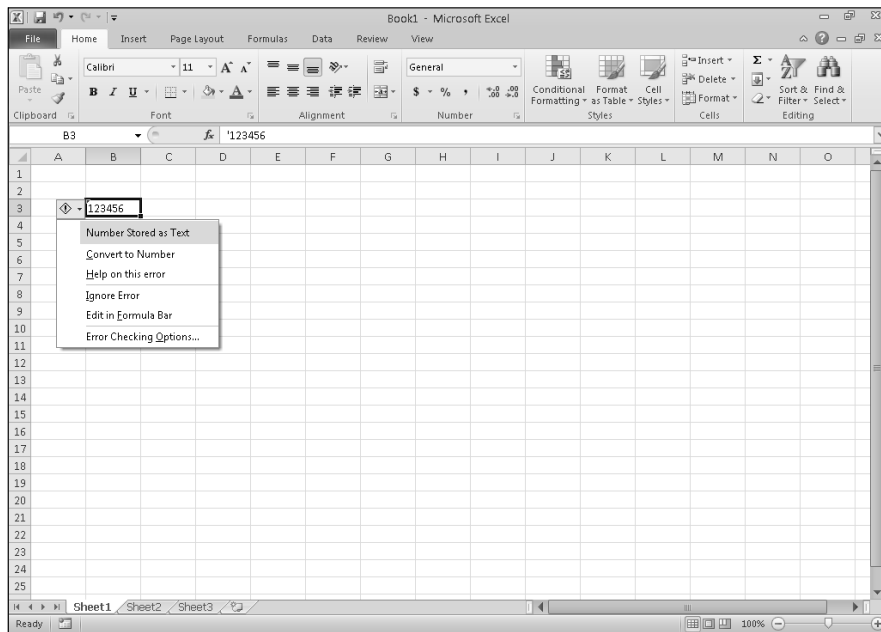 Book1 - Microsoft Excel
File Home Insert Page Layout Formulas Data Review View
Paste
Clipboard
Calibri 11 A A
B I U A
Font
Alignment
General
$ % , .0 .00 .00 .0
Number
Conditional Formatting
Format as Table
Cell Styles
Styles
Insert
Delete
Format
Cells
Σ
Sort & Filter
Find & Select
Editing
B3 fx '123456
A B C D E F G H I J K L M N O
1
2
3 123456
4
5
6
7
8
9
10
11
12
13
14
15
16
17
18
19
20
21
22
23
24
25
Number Stored as Text
Convert to Number
Help on this error
Ignore Error
Edit in Formula Bar
Error Checking Options...
Sheet1 Sheet2 Sheet3
Ready 100%